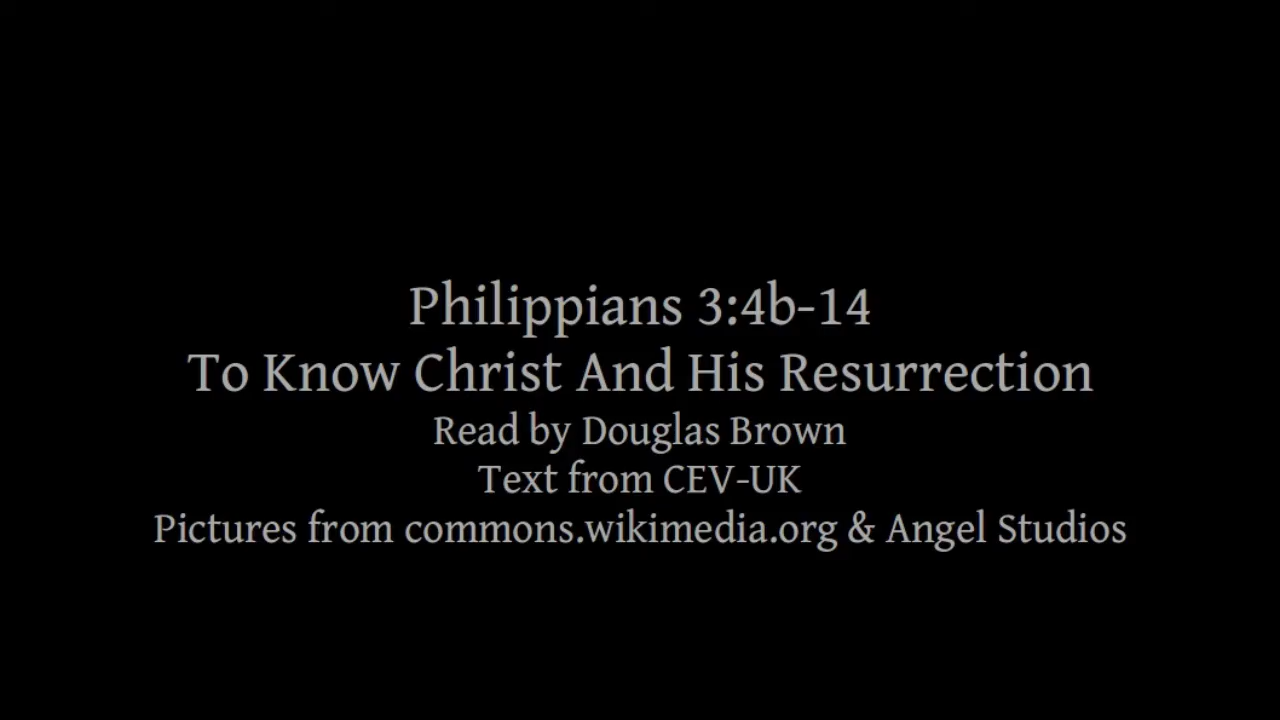 Philippians 3:4b-14
To Know Christ And His Resurrection
Read by Douglas Brown
Text from CEV-UK
Pictures from commons.wikimedia.org & Angel Studios